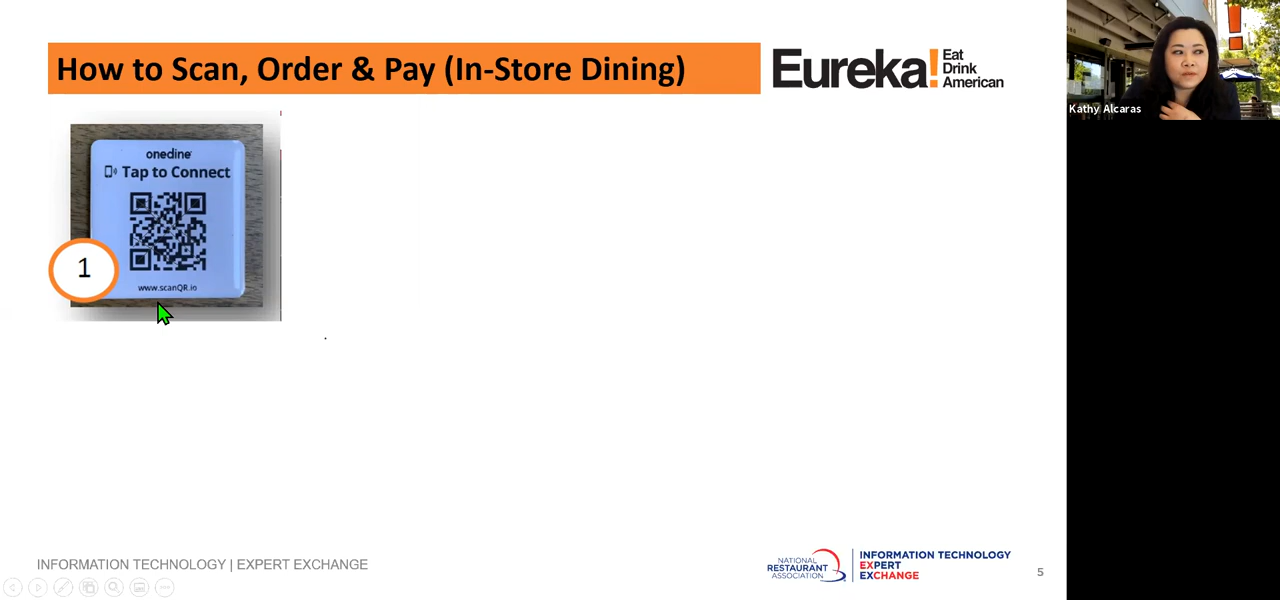 How to Scan, Order & Pay (In-Store Dining)
Eureka!
Eat
Drink
American
Kathy Alcaras
onedine
Tap to Connect
1
www.scanQR.io
INFORMATION TECHNOLOGY | EXPERT EXCHANGE
NATIONAL
RESTAURANT
ASSOCIATION
INFORMATION TECHNOLOGY
EXPERT
EXCHANGE
5